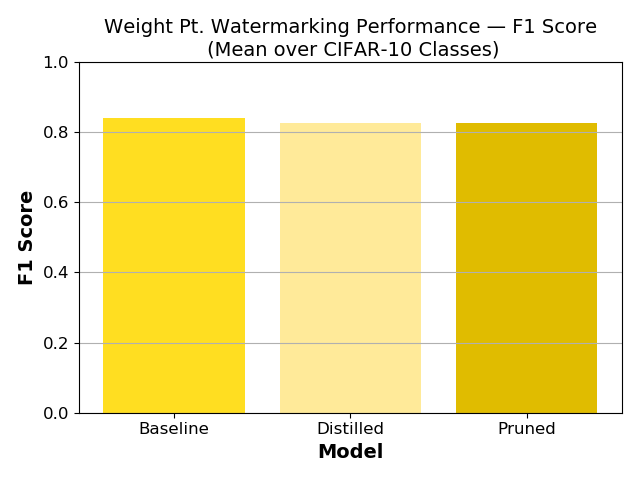 Weight Pt. Watermarking Performance — F1 Score
(Mean over CIFAR-10 Classes)
1.0
0.8
0.6
0.4
0.2
0.0
F1 Score
Baseline
Distilled
Pruned
Model